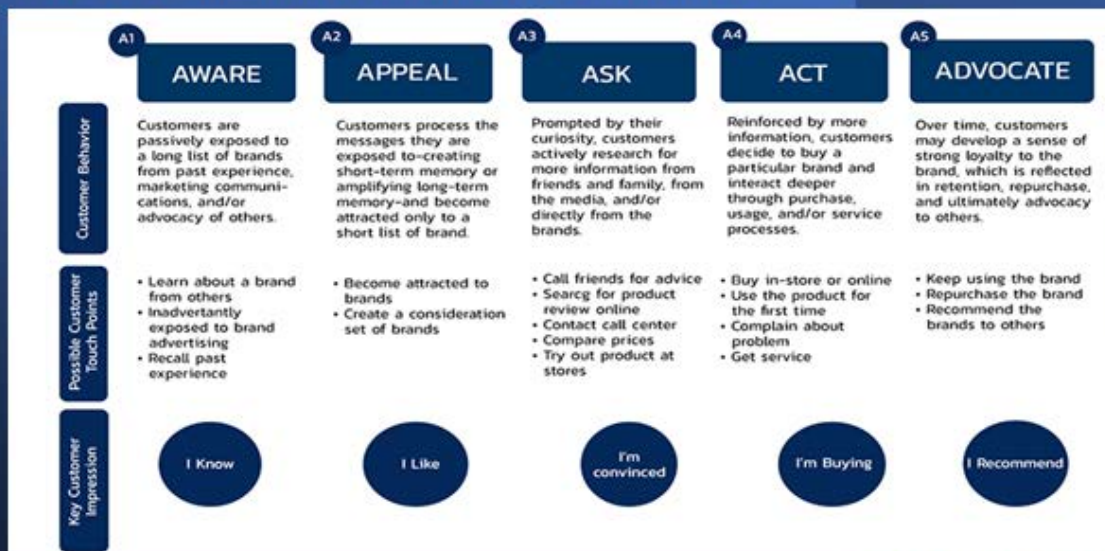 A1
AWARE
A2
APPEAL
A3
ASK
A4
ACT
A5
ADVOCATE
Customer Behavior
Customers are
passively exposed to
a long list of brands
from past experience,
marketing communi-
cations, and/or
advocacy of others.
Customers process the
messages they are
exposed to-creating
short-term memory or
amplifying long-term
memory-and become
attracted only to a
short list of brand.
Prompted by their
curiosity, customers
actively research for
more information from
friends and family, from
the media, and/or
directly from the
brands.
Reinforced by more
information, customers
decide to buy a
particular brand and
interact deeper
through purchase,
usage, and/or service
processes.
Over time, customers
may develop a sense of
strong loyalty to the
brand, which is reflected
in retention, repurchase,
and ultimately advocacy
to others.
Possible Customer
Touch Points
• Learn about a brand
from others
• Inadvertantly
exposed to brand
advertising
• Recall past
experience
• Become attracted to
brands
• Create a consideration
set of brands
• Call friends for advice
• Searcg for product
review online
• Contact call center
• Compare prices
• Try out product at
stores
• Buy in-store or online
• Use the product for
the first time
• Complain about
problem
• Get service
• Keep using the brand
• Repurchase the brand
• Recommend the
brands to others
Key Customer
Impression
I Know
I Like
I'm
convinced
I'm Buying
I Recommend